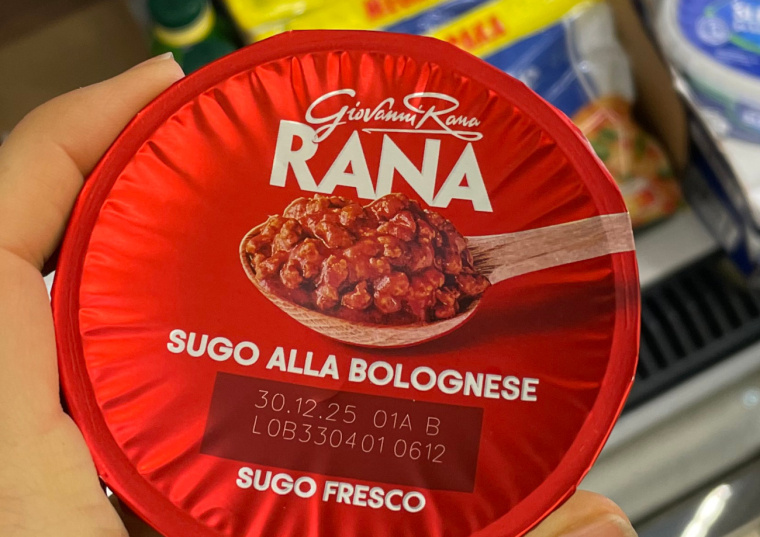 Giovanni Rana
RANA
SUGO ALLA BOLOGNESE
30.12.25 01A B
L0B330401 0612
SUGO FRESCO